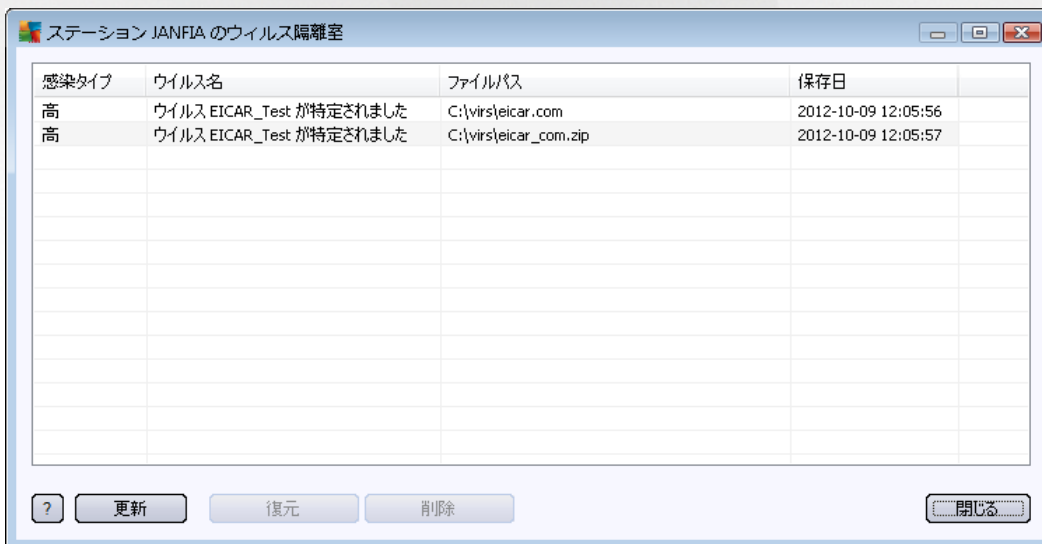 ステーション JANFIA のウィルス隔離室
感染タイプ ウイルス名 ファイルパス 保存日
高 ウイルス EICAR_Test が特定されました C:\virs\eicar.com 2012-10-09 12:05:56
高 ウイルス EICAR_Test が特定されました C:\virs\eicar_com.zip 2012-10-09 12:05:57
? 更新 復元 削除 閉じる